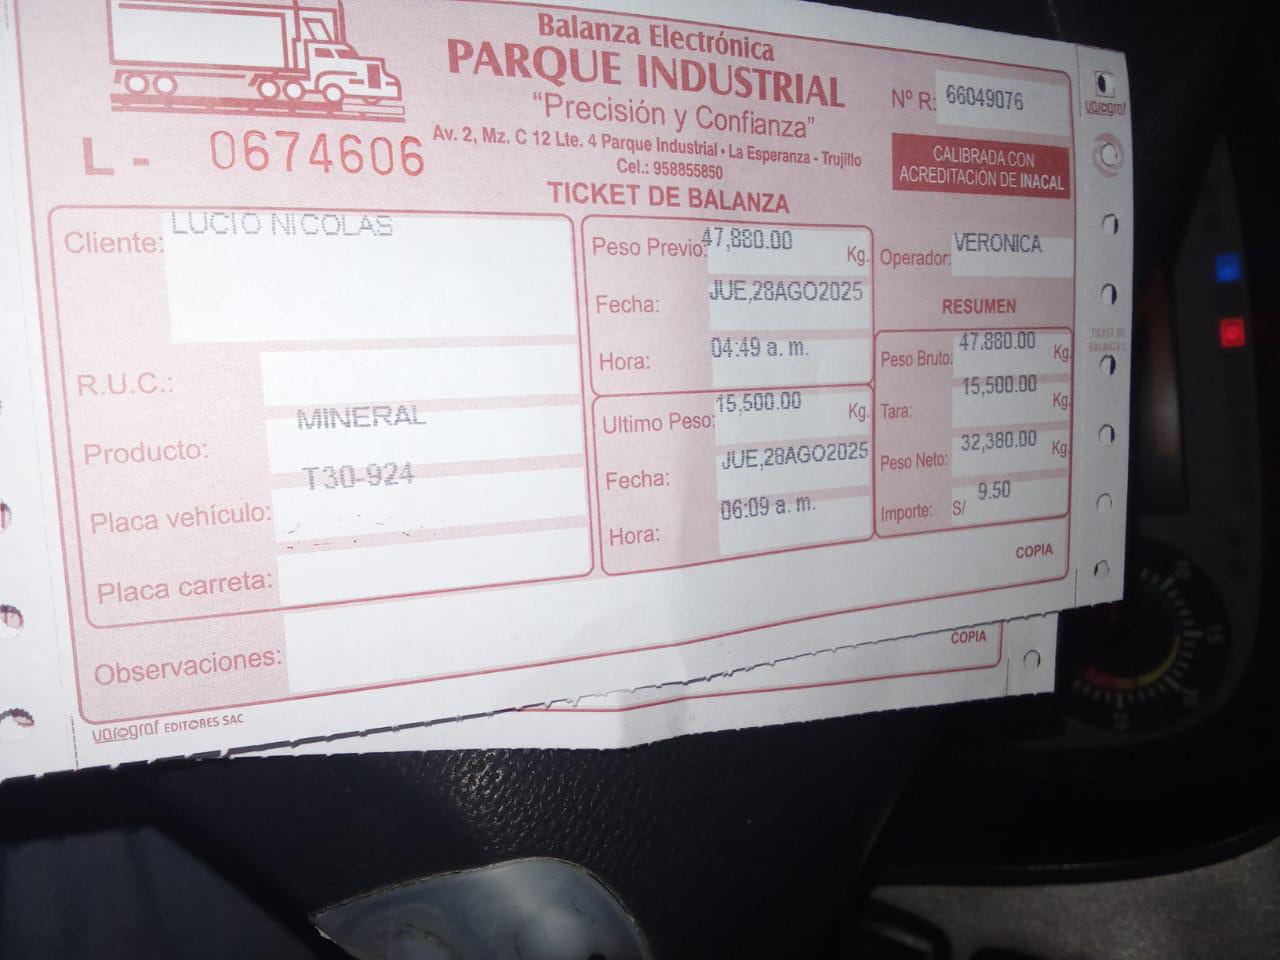 Balanza Electrónica
PARQUE INDUSTRIAL
"Precisión y Confianza"
Av. 2, Mz. C 12 Lte. 4 Parque Industrial • La Esperanza - Trujillo
Cel.: 958855850
Nº R: 66049076
CALIBRADA CON
ACREDITACIÓN DE INACAL
L - 0674606
TICKET DE BALANZA
Cliente: LUCIO NICOLAS
R.U.C.:
Producto: MINERAL
Placa vehículo: T30-924
Placa carreta:
Observaciones:
Peso Previo: 47,880.00 Kg.
Fecha: JUE,28AGO2025
Hora: 04:49 a. m.
Ultimo Peso: 15,500.00 Kg.
Fecha: JUE,28AGO2025
Hora: 06:09 a. m.
Operador: VERONICA
RESUMEN
Peso Bruto: 47.880.00 Kg.
Tara: 15,500.00 Kg.
Peso Neto: 32,380.00 Kg.
Importe: S/ 9.50
COPIA
varegraf EDITORES SAC
varegraf
TICKET DE
COPIA